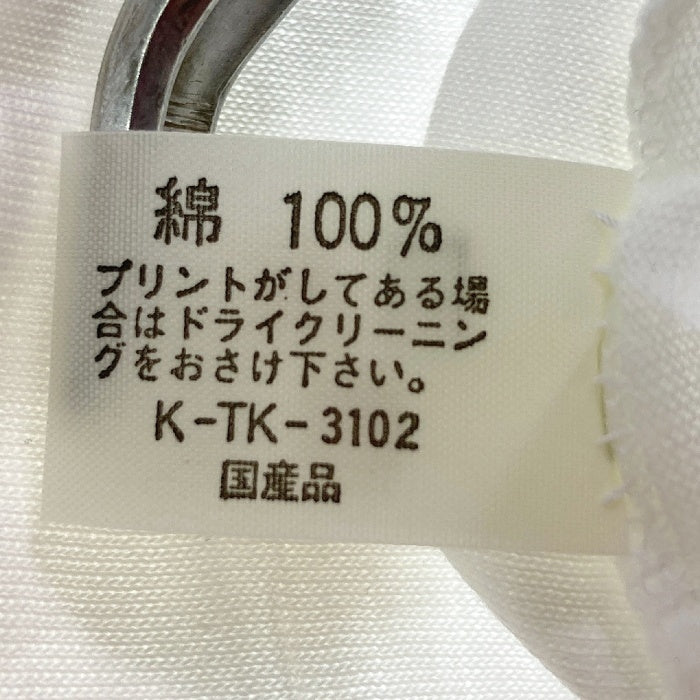 綿 100%
プリントがしてある場
合はドライクリーニン
グをおさけ下さい。
K-TK-3102
国産品